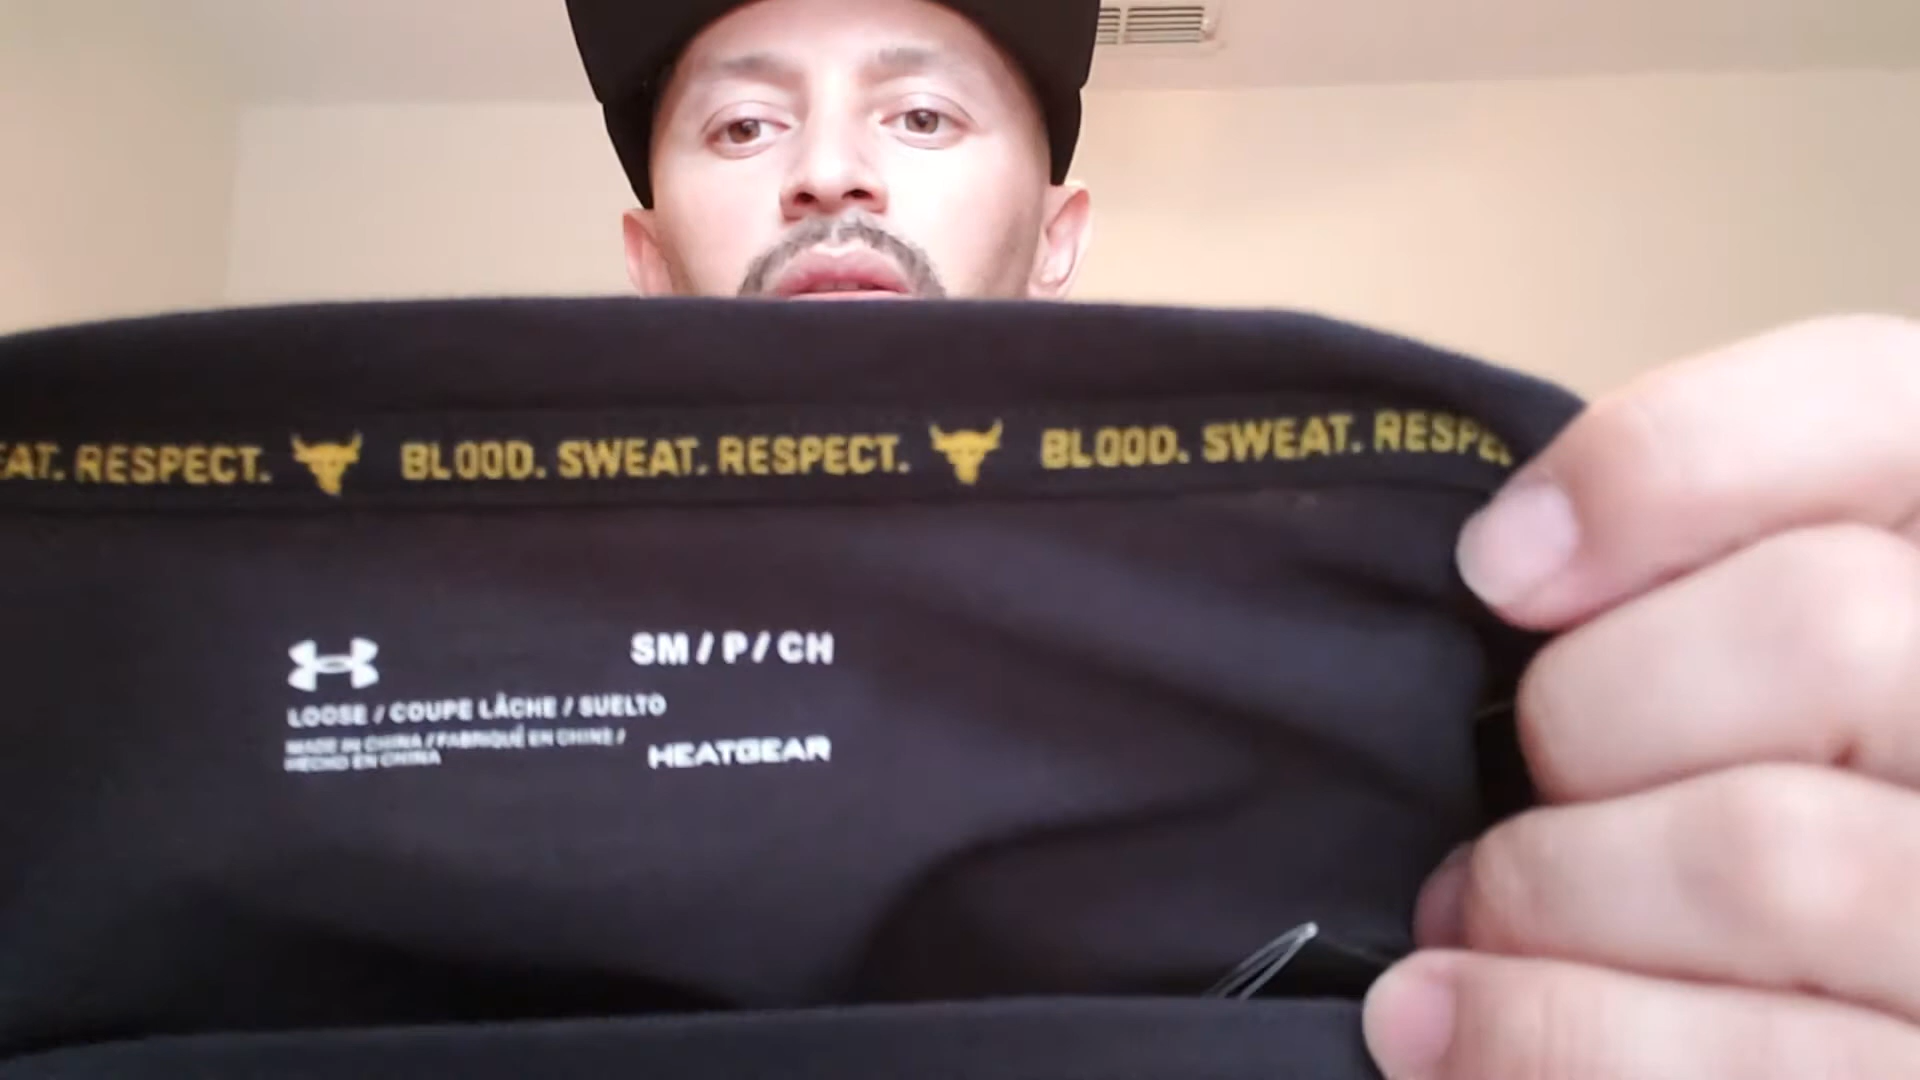 EAT. RESPECT. BLOOD. SWEAT. RESPECT. BLOOD. SWEAT. RESPE
SM / P / CH
LOOSE / COUPE LÂCHE / SUELTO
MADE IN CHINA / FABRIQUÉ EN CHINE /
HECHO EN CHINA
HEATGEAR